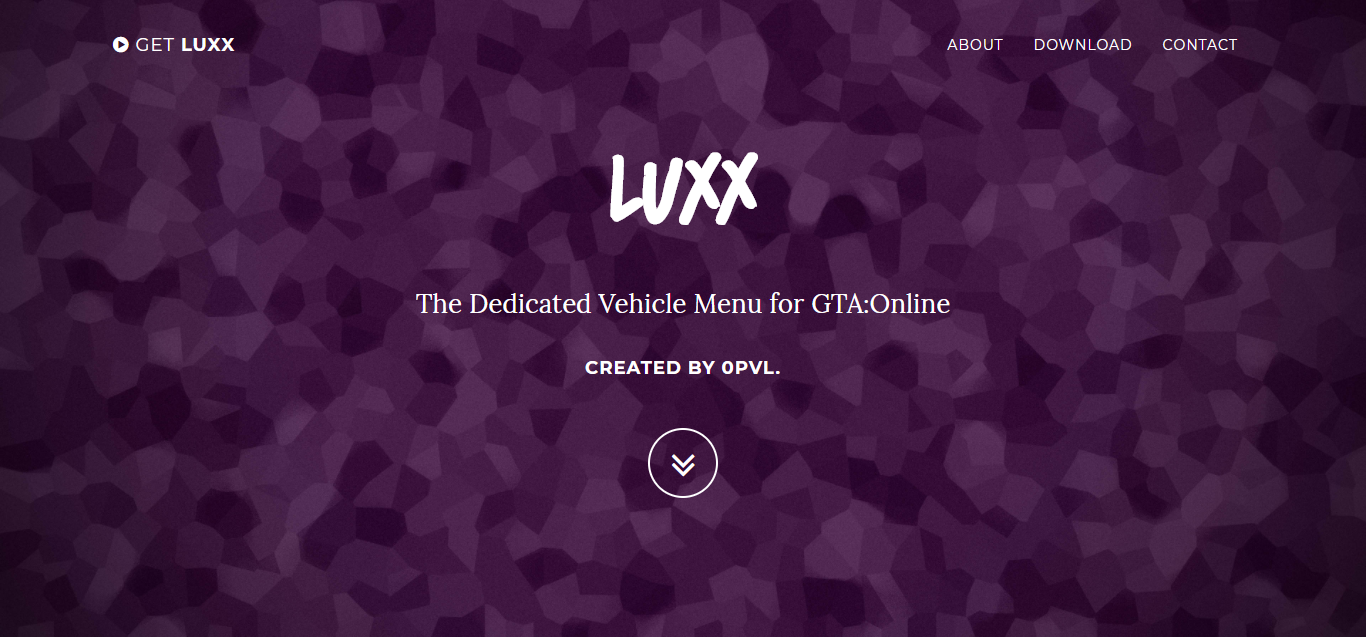 GET LUXX
ABOUT DOWNLOAD CONTACT
LUXX
The Dedicated Vehicle Menu for GTA:Online
CREATED BY 0PVL.